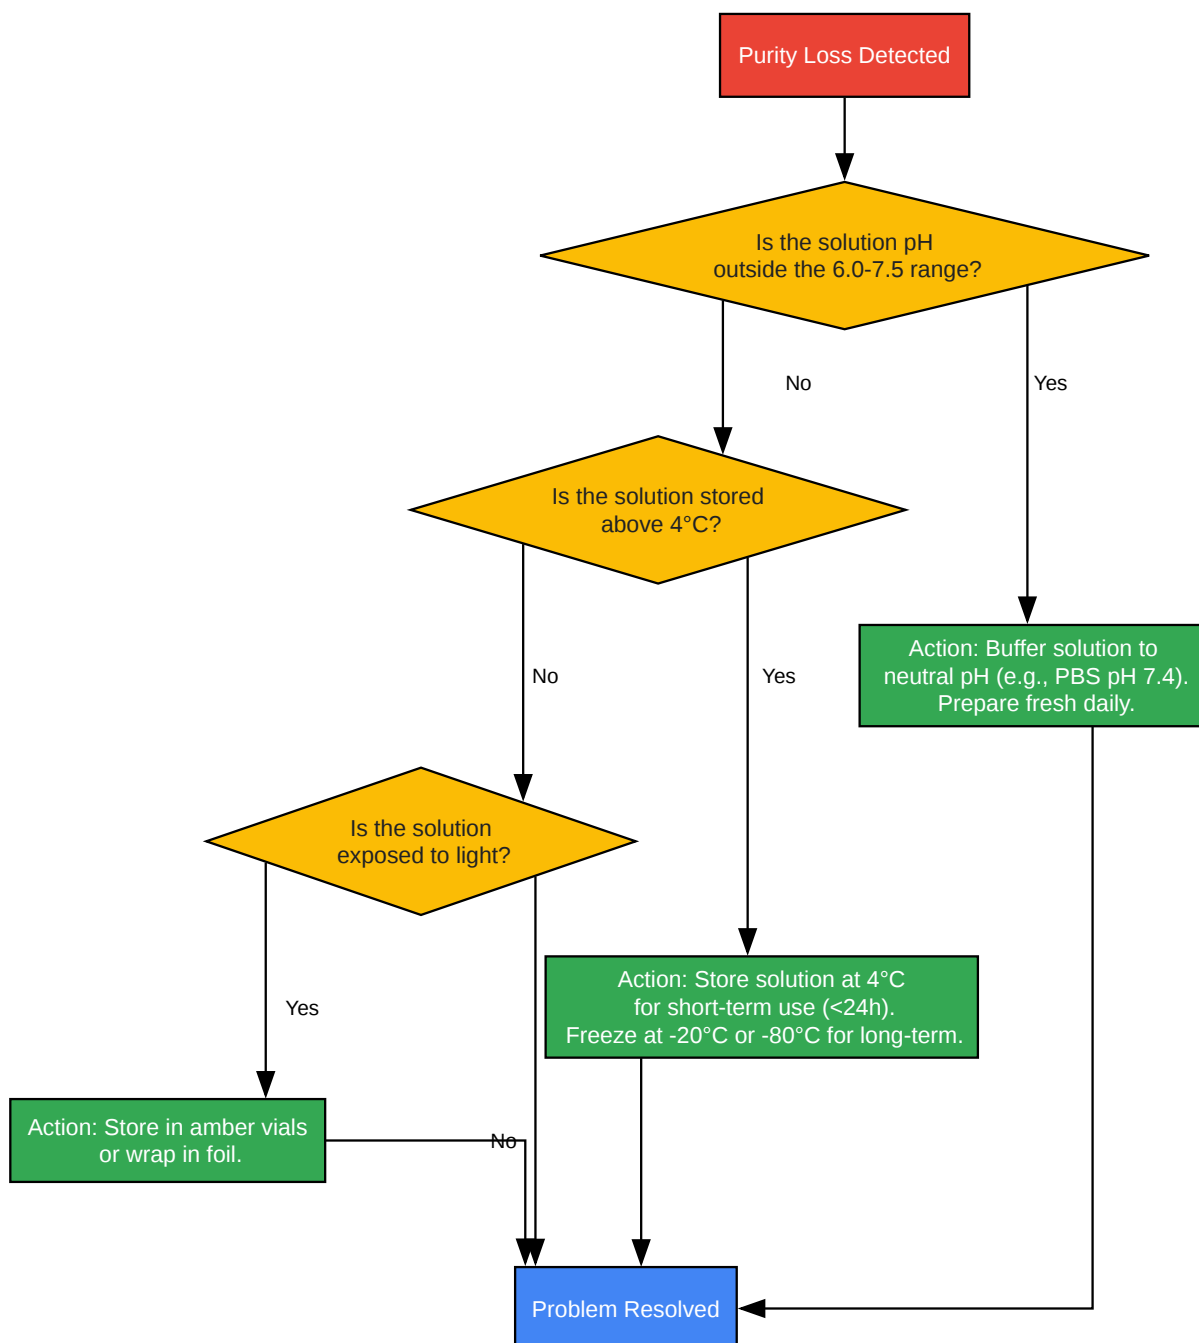 Purity Loss Detected
Is the solution pH
outside the 6.0-7.5 range?
No
Yes
Is the solution stored
above 4°C?
No
Yes
Action: Buffer solution to
neutral pH (e.g., PBS pH 7.4).
Prepare fresh daily.
Is the solution
exposed to light?
Yes
Action: Store solution at 4°C
for short-term use (<24h).
Freeze at -20°C or -80°C for long-term.
Action: Store in amber vials
or wrap in foil.
No
Problem Resolved